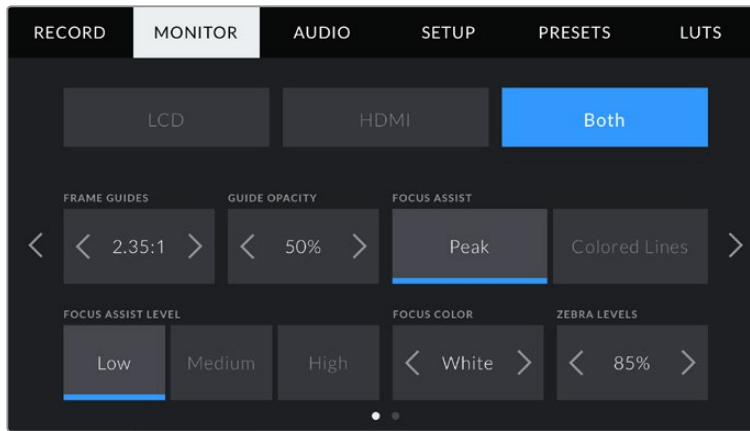 RECORD MONITOR AUDIO SETUP PRESETS LUTS
LCD HDMI Both
FRAME GUIDES GUIDE OPACITY FOCUS ASSIST
2.35:1 50% Peak Colored Lines
FOCUS ASSIST LEVEL FOCUS COLOR ZEBRA LEVELS
Low Medium High White 85%